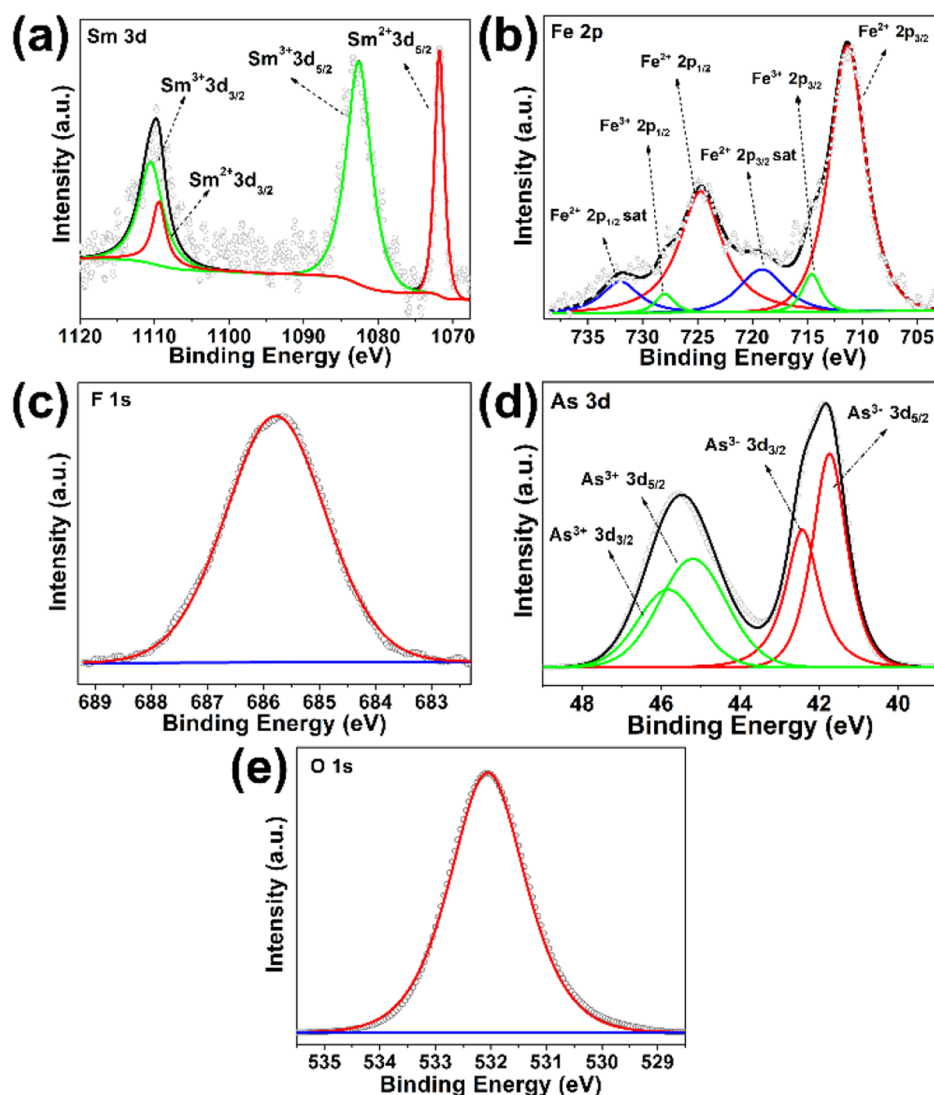 (a)
Sm 3d
Sm³⁺3d₃/₂
Sm²⁺3d₃/₂
Sm³⁺3d₅/₂
Sm²⁺3d₅/₂
Intensity (a.u.)
1120 1110 1100 1090 1080 1070
Binding Energy (eV)
(b)
Fe 2p
Fe²⁺ 2p₁/₂ sat
Fe³⁺ 2p₁/₂
Fe²⁺ 2p₁/₂
Fe²⁺ 2p₃/₂ sat
Fe³⁺ 2p₃/₂
Fe²⁺ 2p₃/₂
Intensity (a.u.)
735 730 725 720 715 710 705
Binding Energy (eV)
(c)
F 1s
Intensity (a.u.)
689 688 687 686 685 684 683
Binding Energy (eV)
(d)
As 3d
As³⁺ 3d₃/₂
As³⁺ 3d₅/₂
As³⁻ 3d₃/₂
As³⁻ 3d₅/₂
Intensity (a.u.)
48 46 44 42 40
Binding Energy (eV)
(e)
O 1s
Intensity (a.u.)
535 534 533 532 531 530 529
Binding Energy (eV)